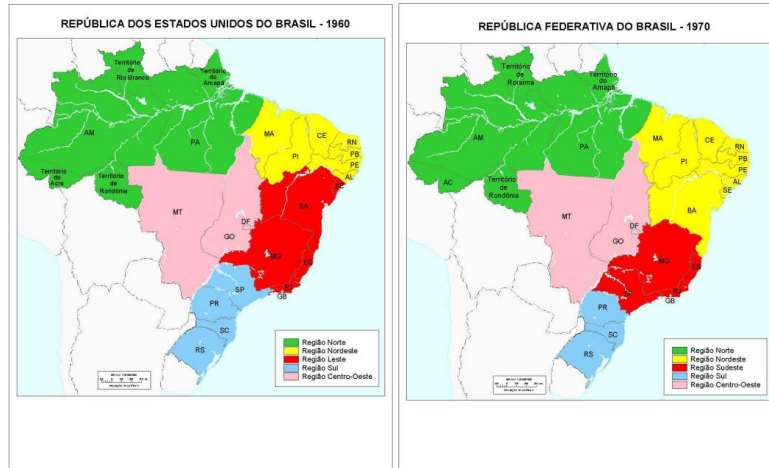 REPÚBLICA DOS ESTADOS UNIDOS DO BRASIL - 1960
Território
de
Rio Branco
Território
do
Amapá
AM
PA
MA
CE
RN
PB
PE
AL
SE
PI
Território
do Acre
Território
de
Rondônia
BA
MT
DF
GO
MG
ES
RJ
GB
SP
PR
SC
RS
Região Norte
Região Nordeste
Região Leste
Região Sul
Região Centro-Oeste
REPÚBLICA FEDERATIVA DO BRASIL - 1970
Território
de
Roraima
Território
do
Amapá
AM
PA
MA
CE
RN
PB
PE
AL
SE
PI
AC
Território
de
Rondônia
BA
MT
DF
GO
MG
ES
SP
RJ
GB
PR
SC
RS
Região Norte
Região Nordeste
Região Sudeste
Região Sul
Região Centro-Oeste